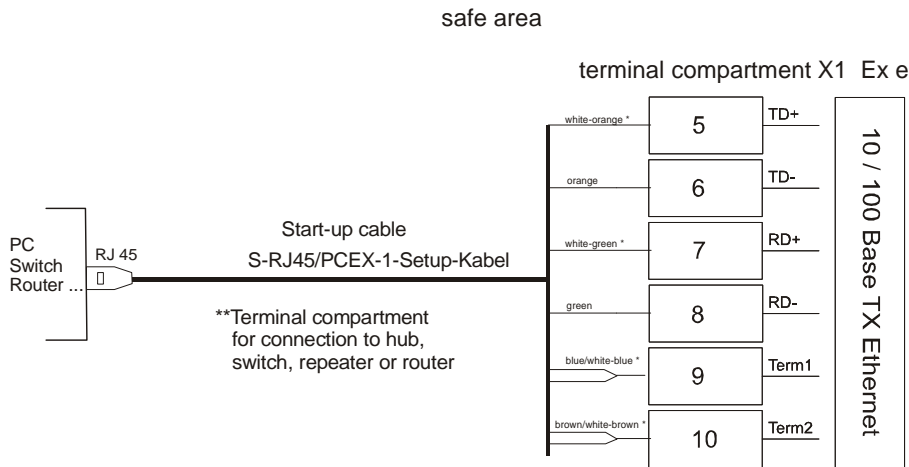 safe area
terminal compartment X1 Ex e
white-orange *
5
TD+
orange
6
TD-
white-green *
7
RD+
green
8
RD-
blue/white-blue *
9
Term1
brown/white-brown *
10
Term2
10 / 100 Base TX Ethernet
PC
Switch
Router ...
RJ 45
Start-up cable
S-RJ45/PCEX-1-Setup-Kabel
**Terminal compartment
for connection to hub,
switch, repeater or router